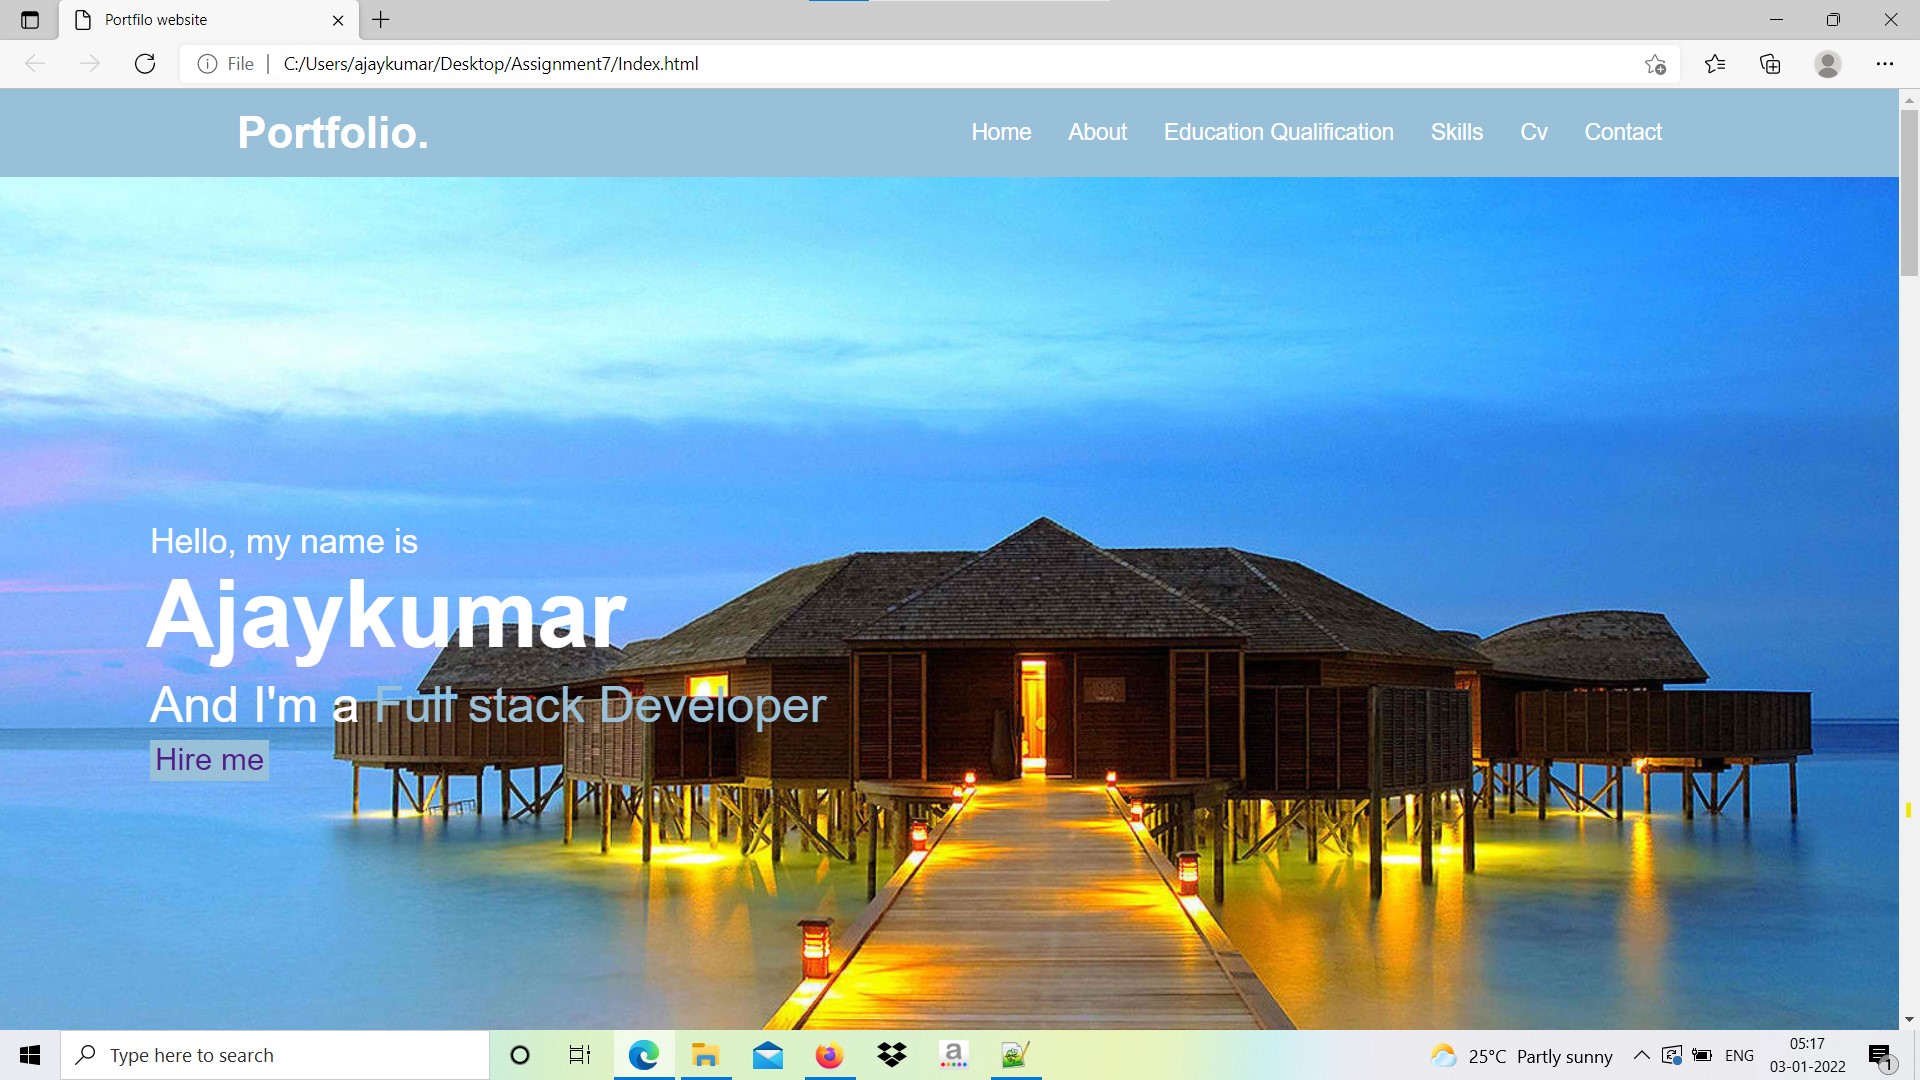 Portfilo website
File
C:/Users/ajaykumar/Desktop/Assignment7/Index.html
Portfolio.
Home About Education Qualification Skills Cv Contact
Hello, my name is
Ajaykumar
And I'm a Full stack Developer
Hire me
Type here to search
a
25°C Partly sunny
ENG
05:17
03-01-2022
1